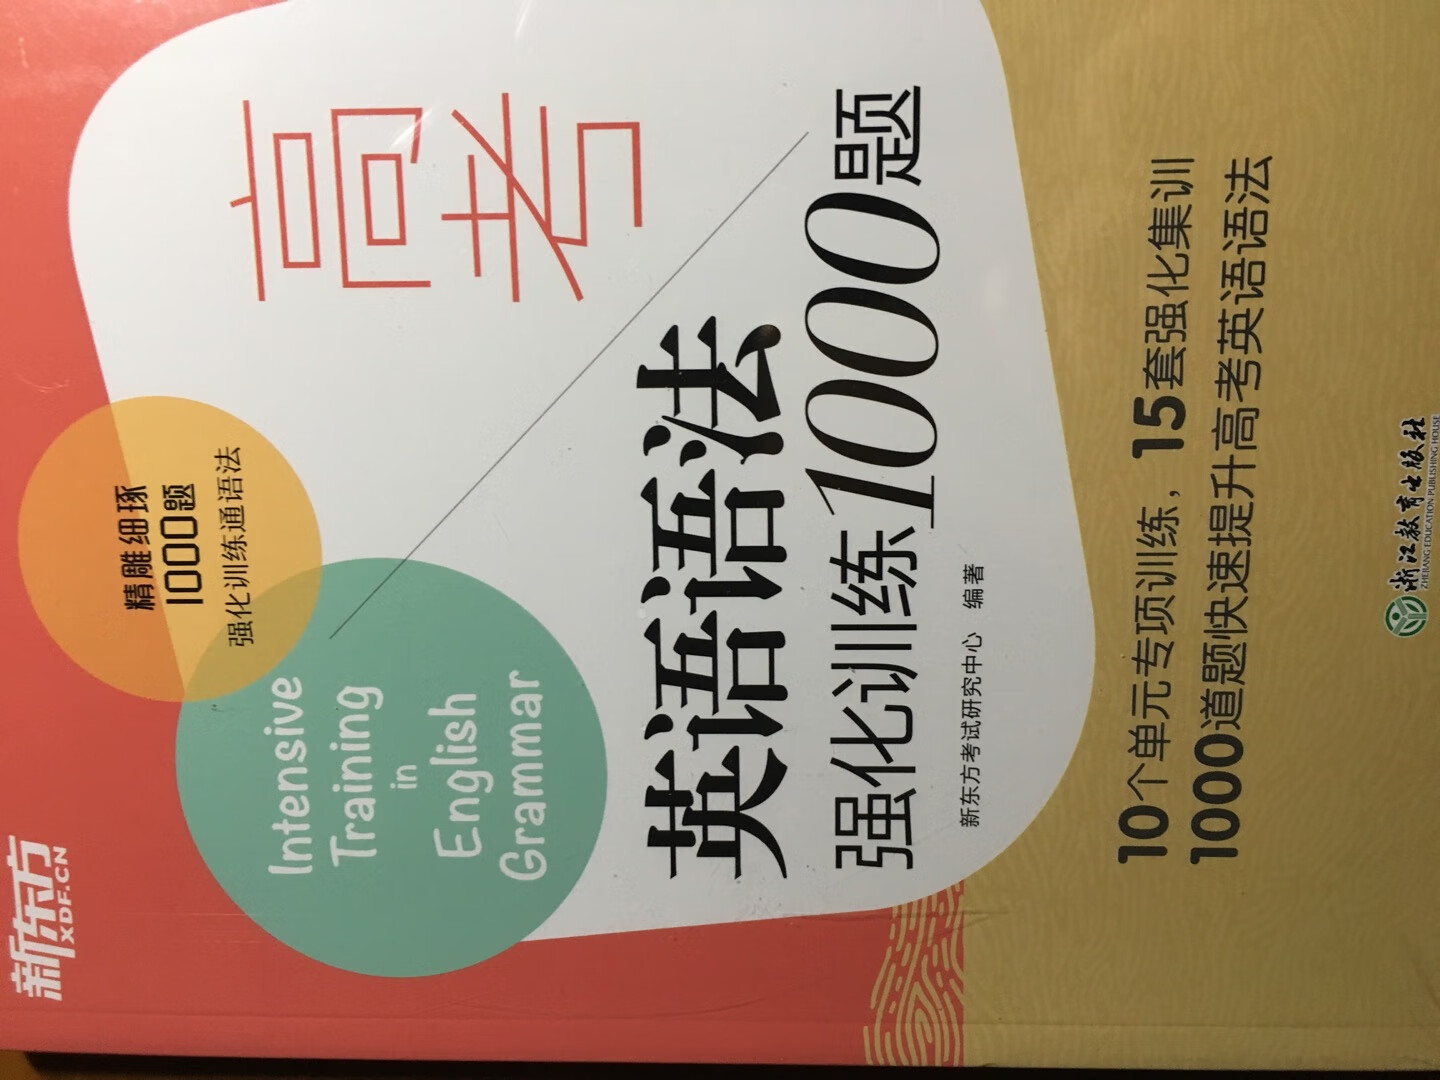 新东方
XDF.CN
精雕细琢
1000题
强化训练通语法
Intensive
Training
in
English
Grammar
高考
英语语法
强化训练1000题
新东方考试研究中心 编著
10个单元专项训练，15套强化集训
1000道题快速提升高考英语语法
浙江教育出版社
ZHEJIANG EDUCATION PUBLISHING HOUSE